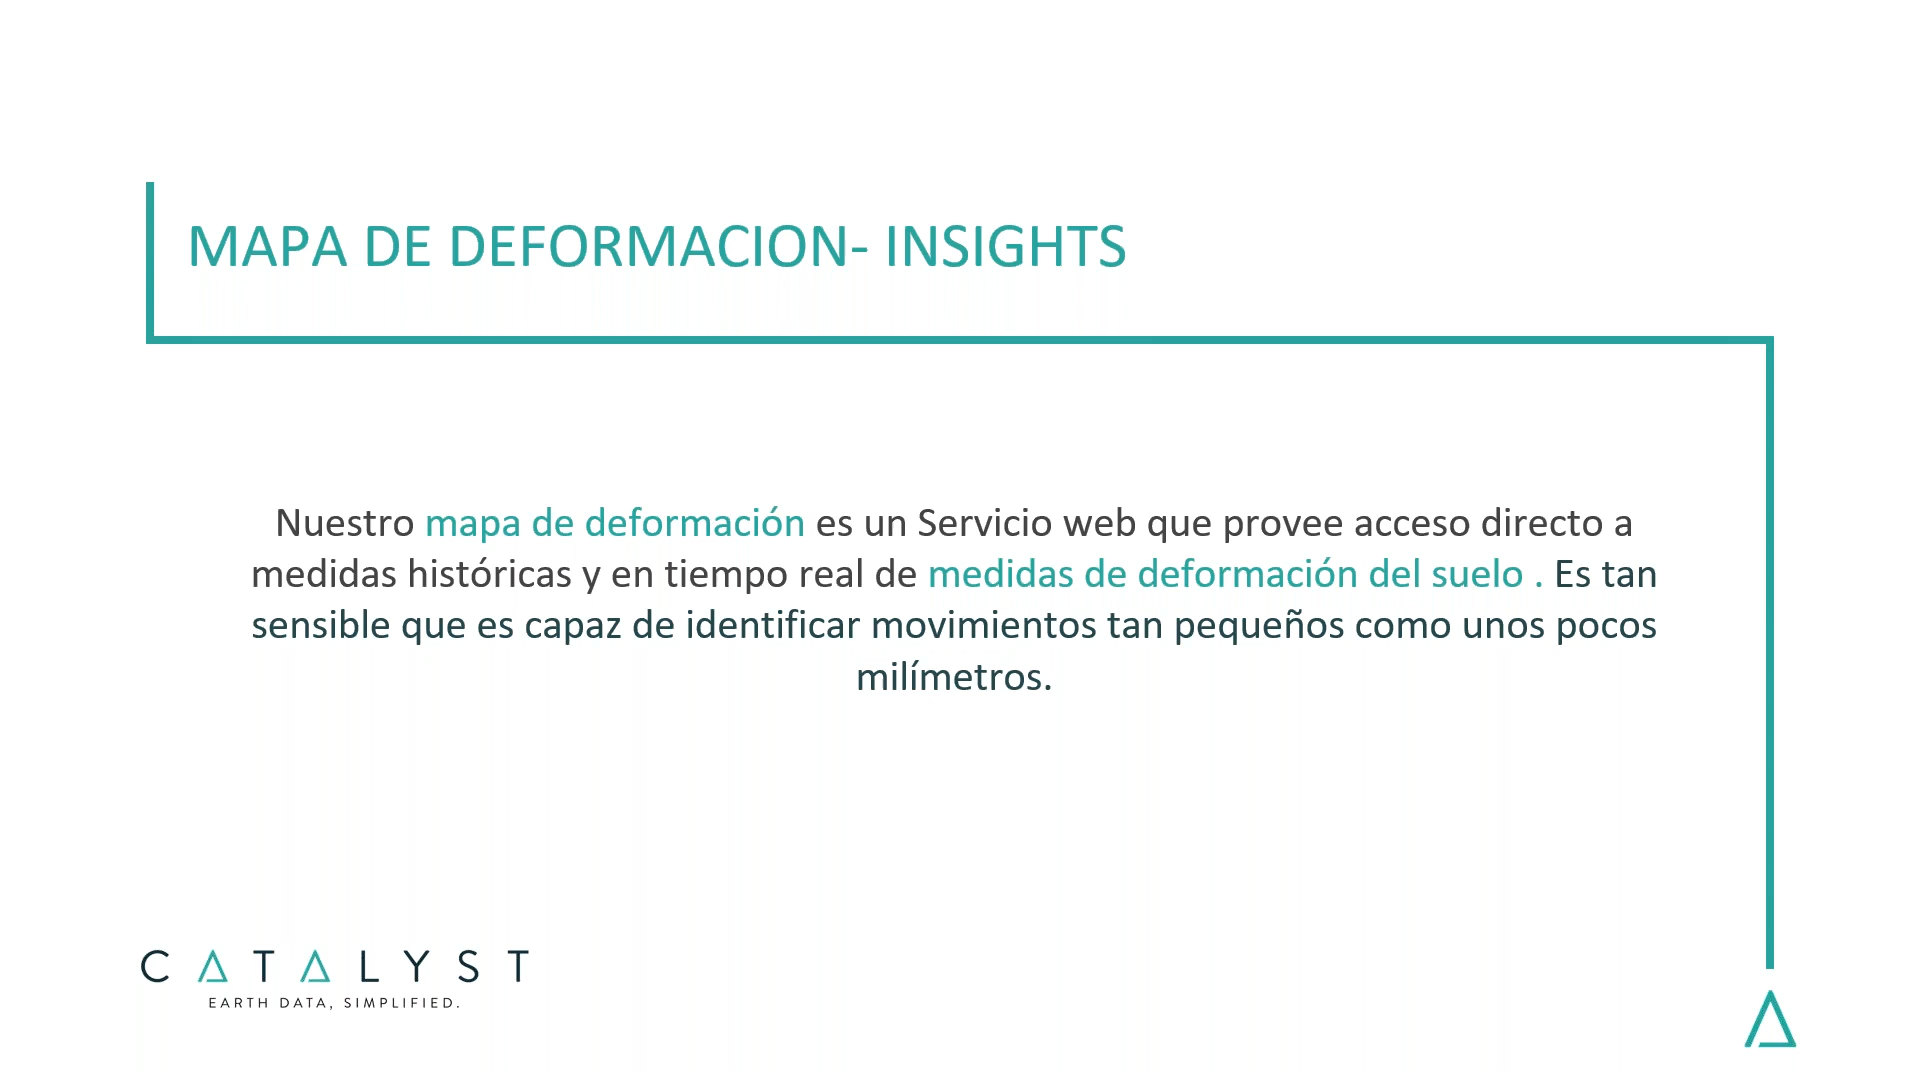 MAPA DE DEFORMACION- INSIGHTS
Nuestro mapa de deformación es un Servicio web que provee acceso directo a
medidas históricas y en tiempo real de medidas de deformación del suelo . Es tan
sensible que es capaz de identificar movimientos tan pequeños como unos pocos
milímetros.
CATALYST
EARTH DATA, SIMPLIFIED.